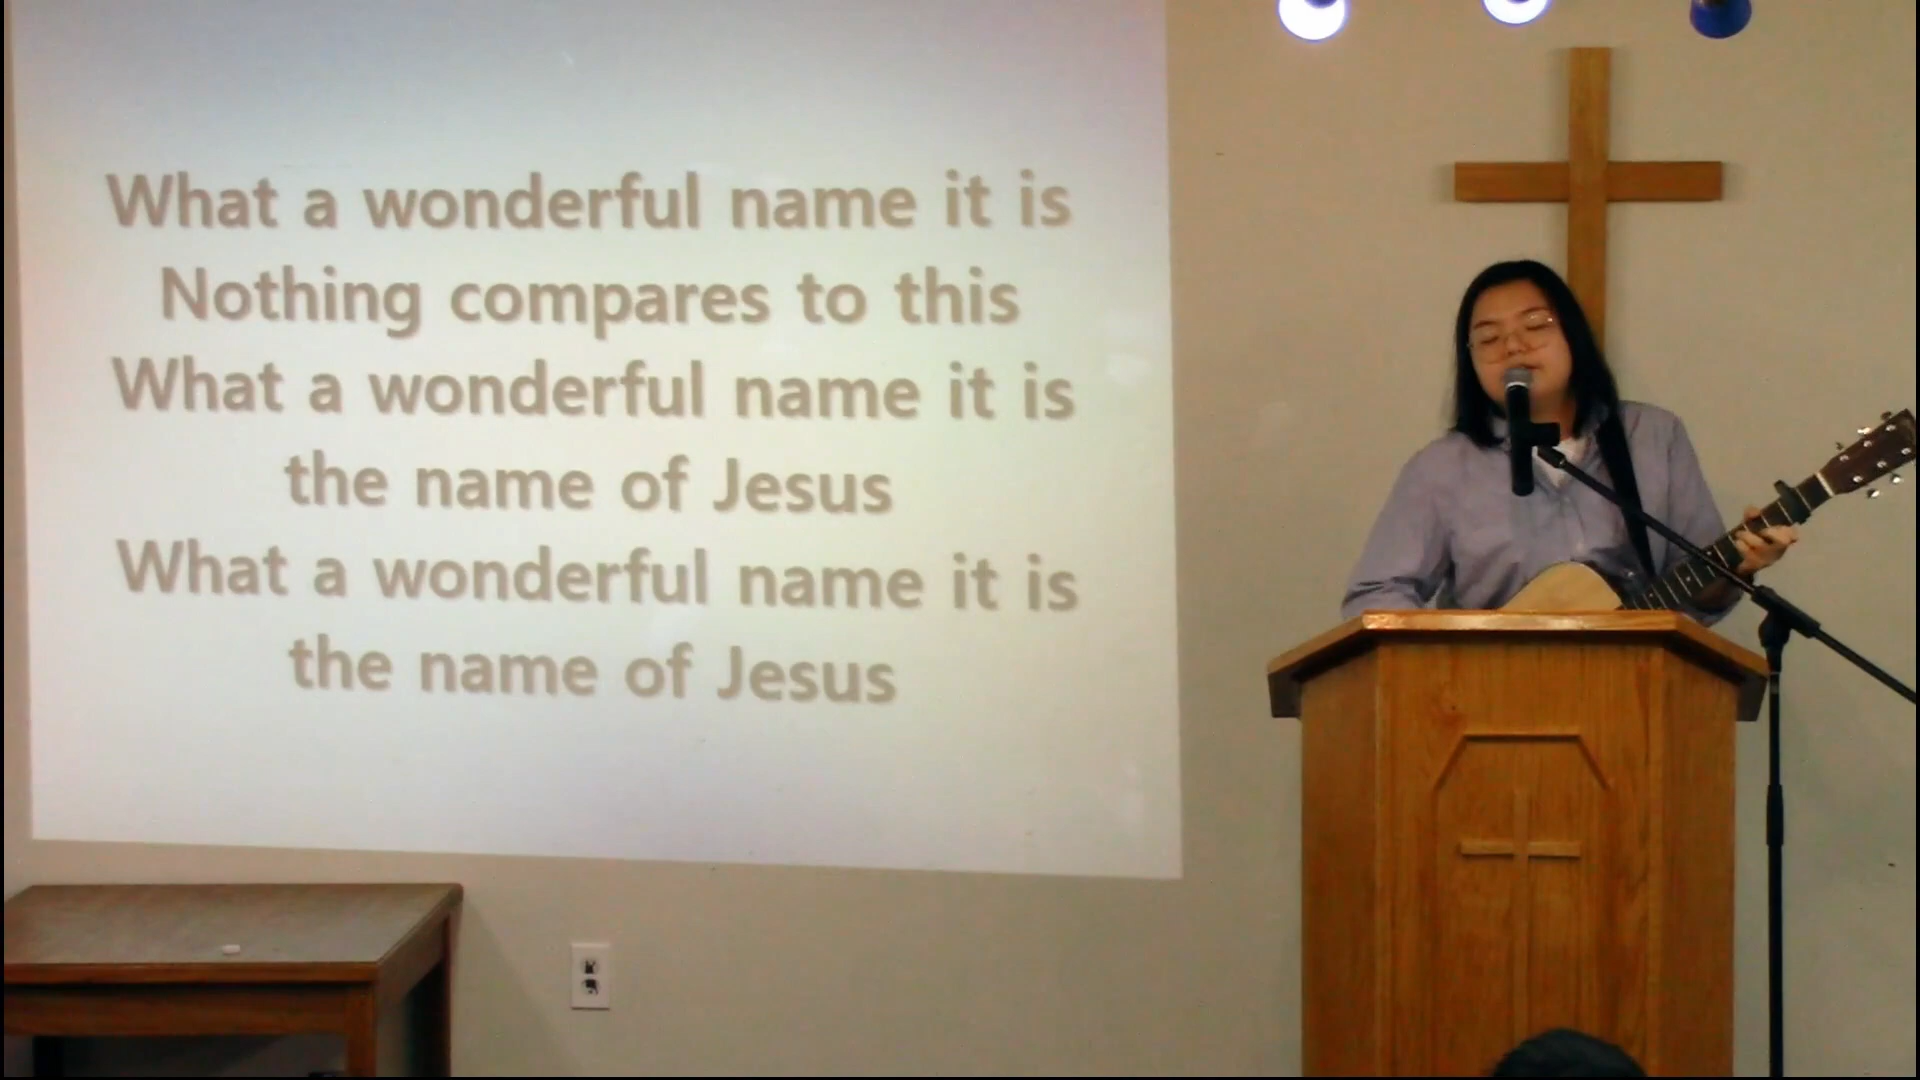 What a wonderful name it is
Nothing compares to this
What a wonderful name it is
the name of Jesus
What a wonderful name it is
the name of Jesus